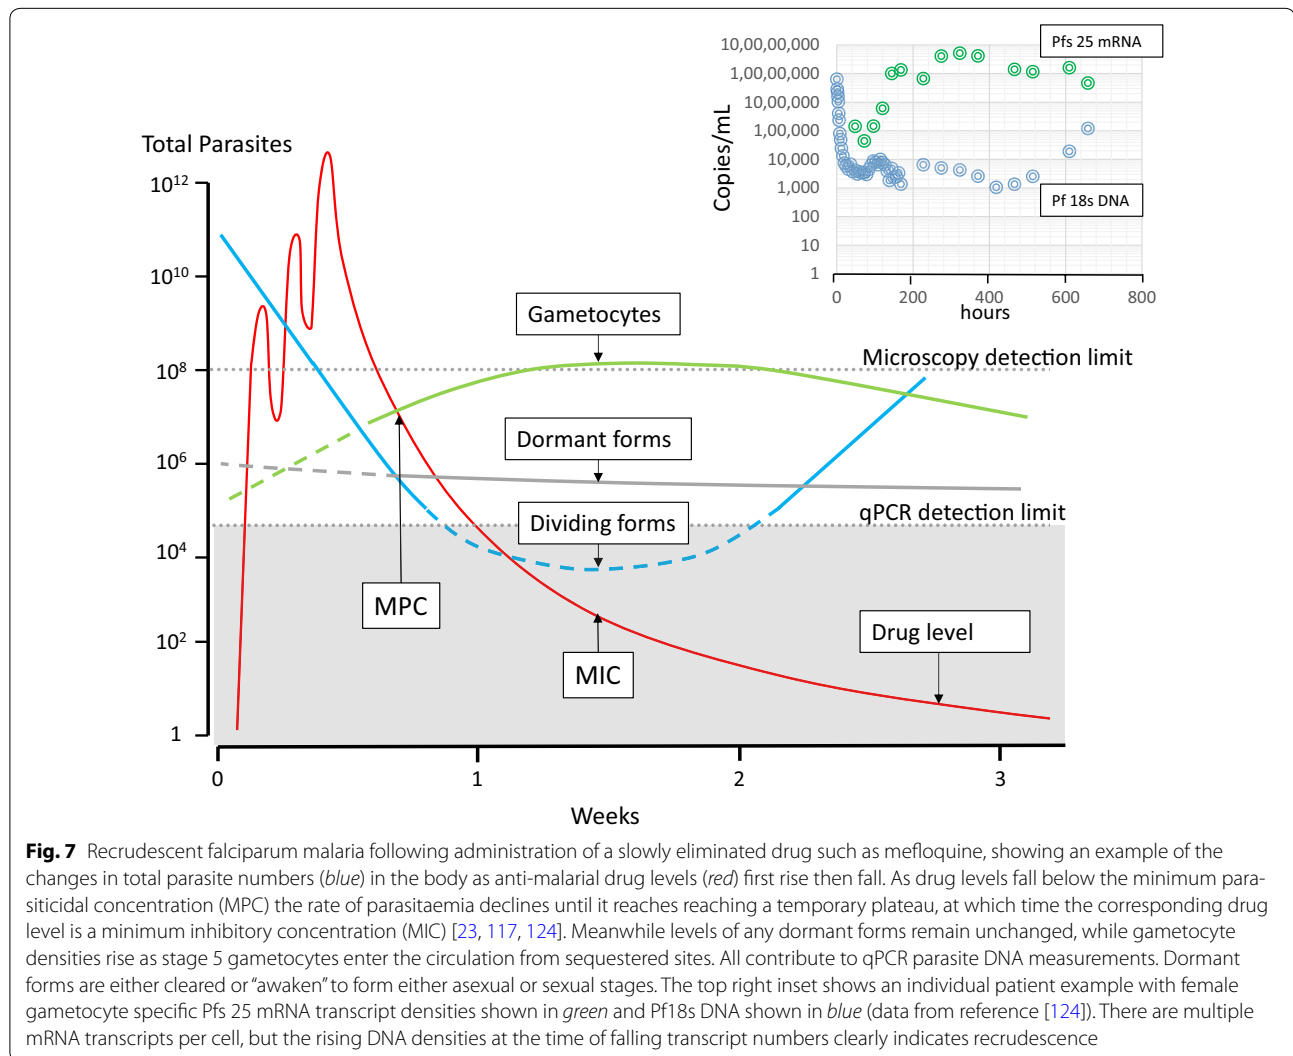 10,00,00,000
1,00,00,000
10,00,000
1,00,000
10,000
1,000
100
10
1
Copies/mL
Pfs 25 mRNA
Pf 18s DNA
0 200 400 600 800
hours
Total Parasites
10¹²
10¹⁰
10⁸
10⁶
10⁴
10²
1
Gametocytes
Microscopy detection limit
Dormant forms
qPCR detection limit
Dividing forms
MPC
Drug level
MIC
0 1 2 3
Weeks
Fig. 7 Recrudescent falciparum malaria following administration of a slowly eliminated drug such as mefloquine, showing an example of the
changes in total parasite numbers (blue) in the body as anti-malarial drug levels (red) first rise then fall. As drug levels fall below the minimum para-
siticidal concentration (MPC) the rate of parasitaemia declines until it reaches reaching a temporary plateau, at which time the corresponding drug
level is a minimum inhibitory concentration (MIC) [23, 117, 124]. Meanwhile levels of any dormant forms remain unchanged, while gametocyte
densities rise as stage 5 gametocytes enter the circulation from sequestered sites. All contribute to qPCR parasite DNA measurements. Dormant
forms are either cleared or “awaken” to form either asexual or sexual stages. The top right inset shows an individual patient example with female
gametocyte specific Pfs 25 mRNA transcript densities shown in green and Pf18s DNA shown in blue (data from reference [124]). There are multiple
mRNA transcripts per cell, but the rising DNA densities at the time of falling transcript numbers clearly indicates recrudescence